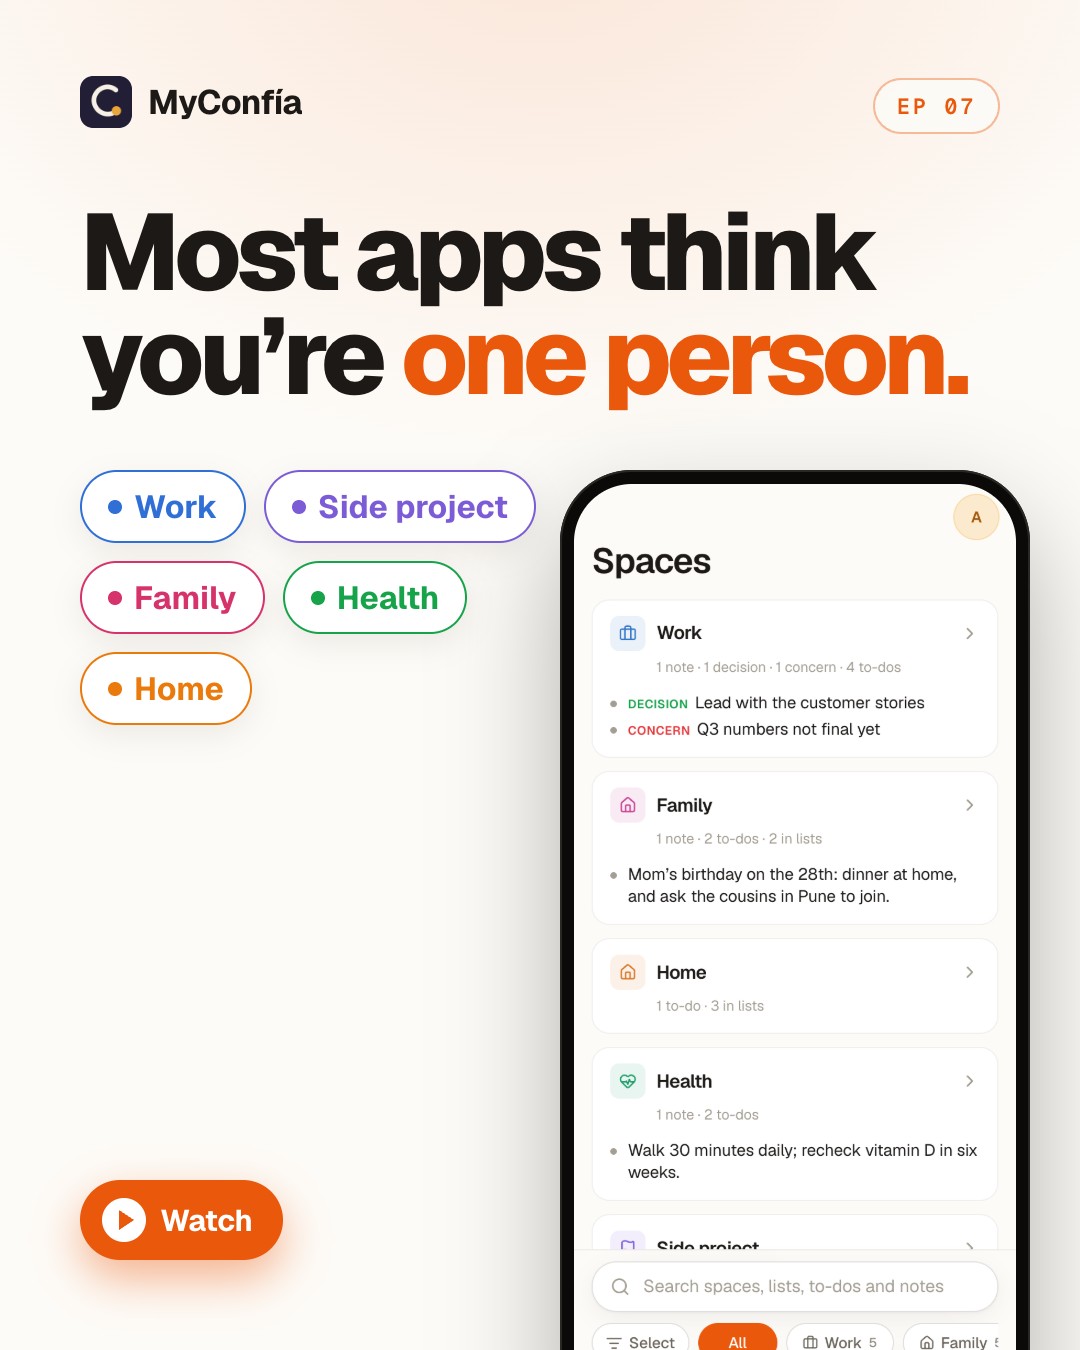 MyConfía
EP 07
Most apps think
you’re one person.
Work
Side project
Family
Health
Home
Watch
A
Spaces
Work
1 note · 1 decision · 1 concern · 4 to-dos
DECISION Lead with the customer stories
CONCERN Q3 numbers not final yet
Family
1 note · 2 to-dos · 2 in lists
Mom’s birthday on the 28th: dinner at home,
and ask the cousins in Pune to join.
Home
1 to-do · 3 in lists
Health
1 note · 2 to-dos
Walk 30 minutes daily; recheck vitamin D in six
weeks.
Side project
Search spaces, lists, to-dos and notes
Select
All
Work 5
Family